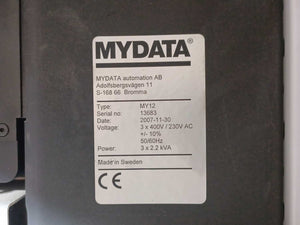 MYDATA®
MYDATA automation AB
Adolfsbergsvägen 11
S-168 66 Bromma
Type: MY12
Serial no: 13683
Date: 2007-11-30
Voltage: 3 x 400V / 230V AC
+/- 10%
50/60Hz
Power: 3 x 2.2 kVA
Made in Sweden
CE